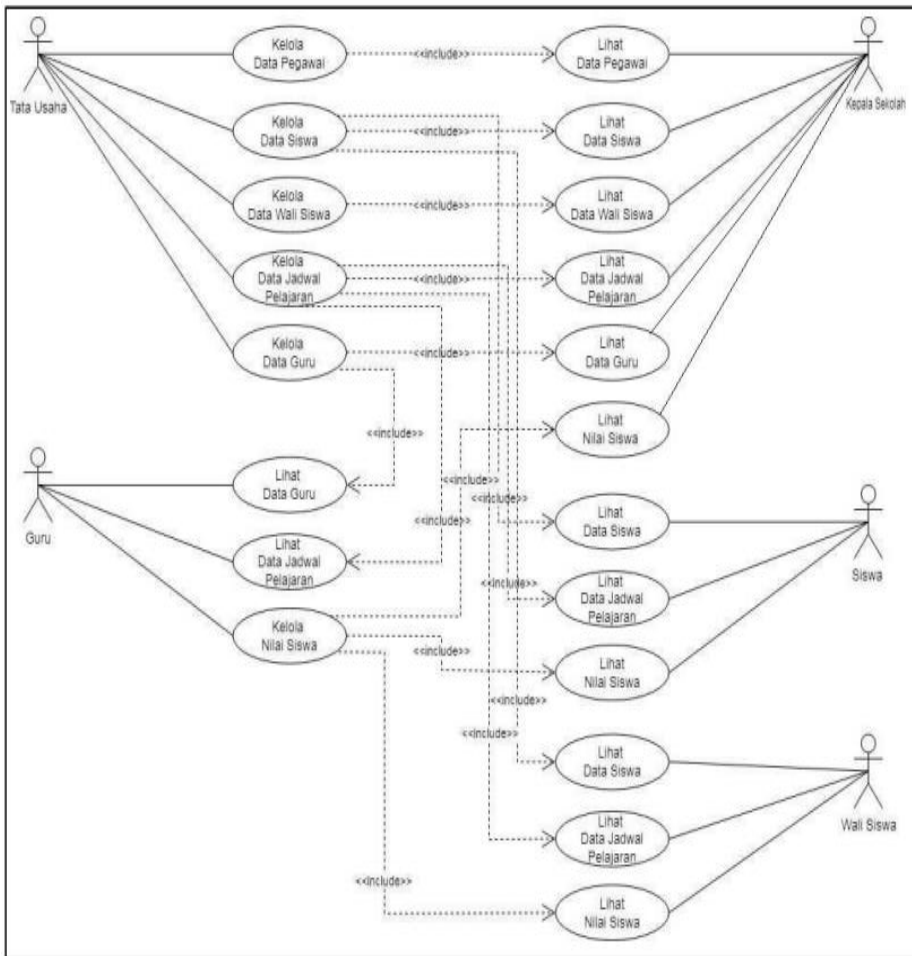 Kelola
Data Pegawai
<<include>>
Lihat
Data Pegawai
Tata Usaha
Kepala Sekolah
Kelola
Data Siswa
<<include>>
Lihat
Data Siswa
Kelola
Data Wali Siswa
<<include>>
Lihat
Data Wali Siswa
Kelola
Data Jadwal
Pelajaran
<<include>>
Lihat
Data Jadwal
Pelajaran
Kelola
Data Guru
<<include>>
Lihat
Data Guru
<<include>>
Lihat
Nilai Siswa
Guru
Lihat
Data Guru
<<include>>
<<include>>
Lihat
Data Siswa
Siswa
<<include>>
Lihat
Data Jadwal
Pelajaran
<<include>>
Lihat
Data Jadwal
Pelajaran
Kelola
Nilai Siswa
<<include>>
Lihat
Nilai Siswa
<<include>>
<<include>>
Lihat
Data Siswa
Wali Siswa
Lihat
Data Jadwal
Pelajaran
<<include>>
Lihat
Nilai Siswa